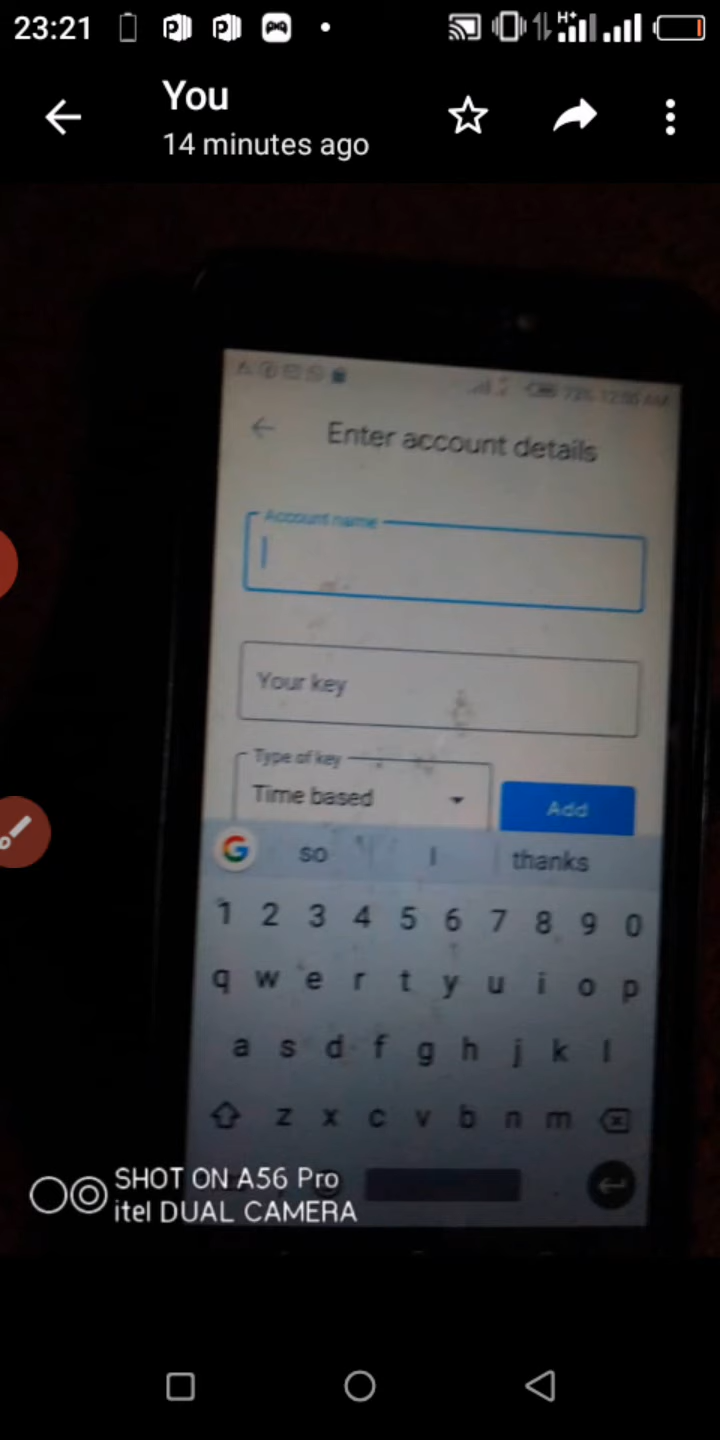 23:21
H+
You
14 minutes ago
Enter account details
Account name
Your key
Type of key
Time based
Add
G so I thanks
1 2 3 4 5 6 7 8 9 0
q w e r t y u i o p
a s d f g h j k l
z x c v b n m
SHOT ON A56 Pro
itel DUAL CAMERA